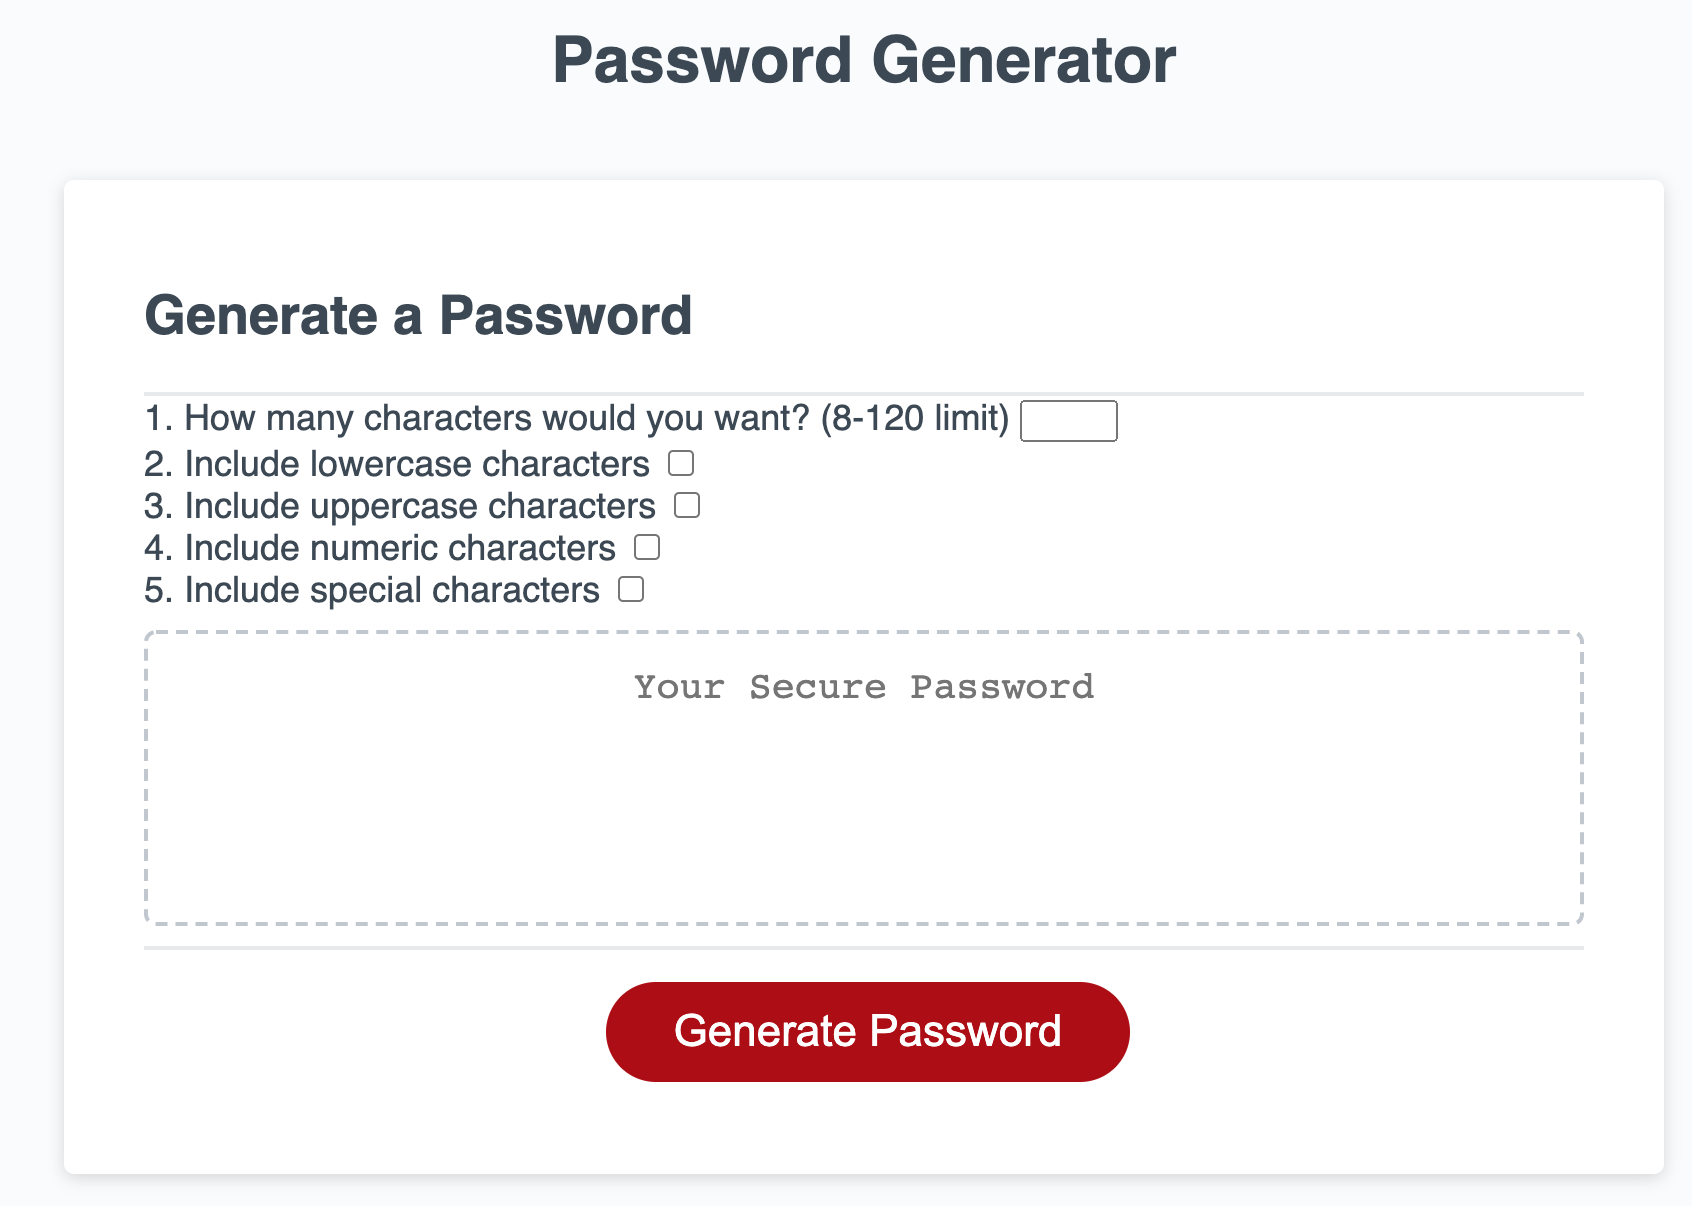 Password Generator
Generate a Password
1. How many characters would you want? (8-120 limit)
2. Include lowercase characters
3. Include uppercase characters
4. Include numeric characters
5. Include special characters
Your Secure Password
Generate Password